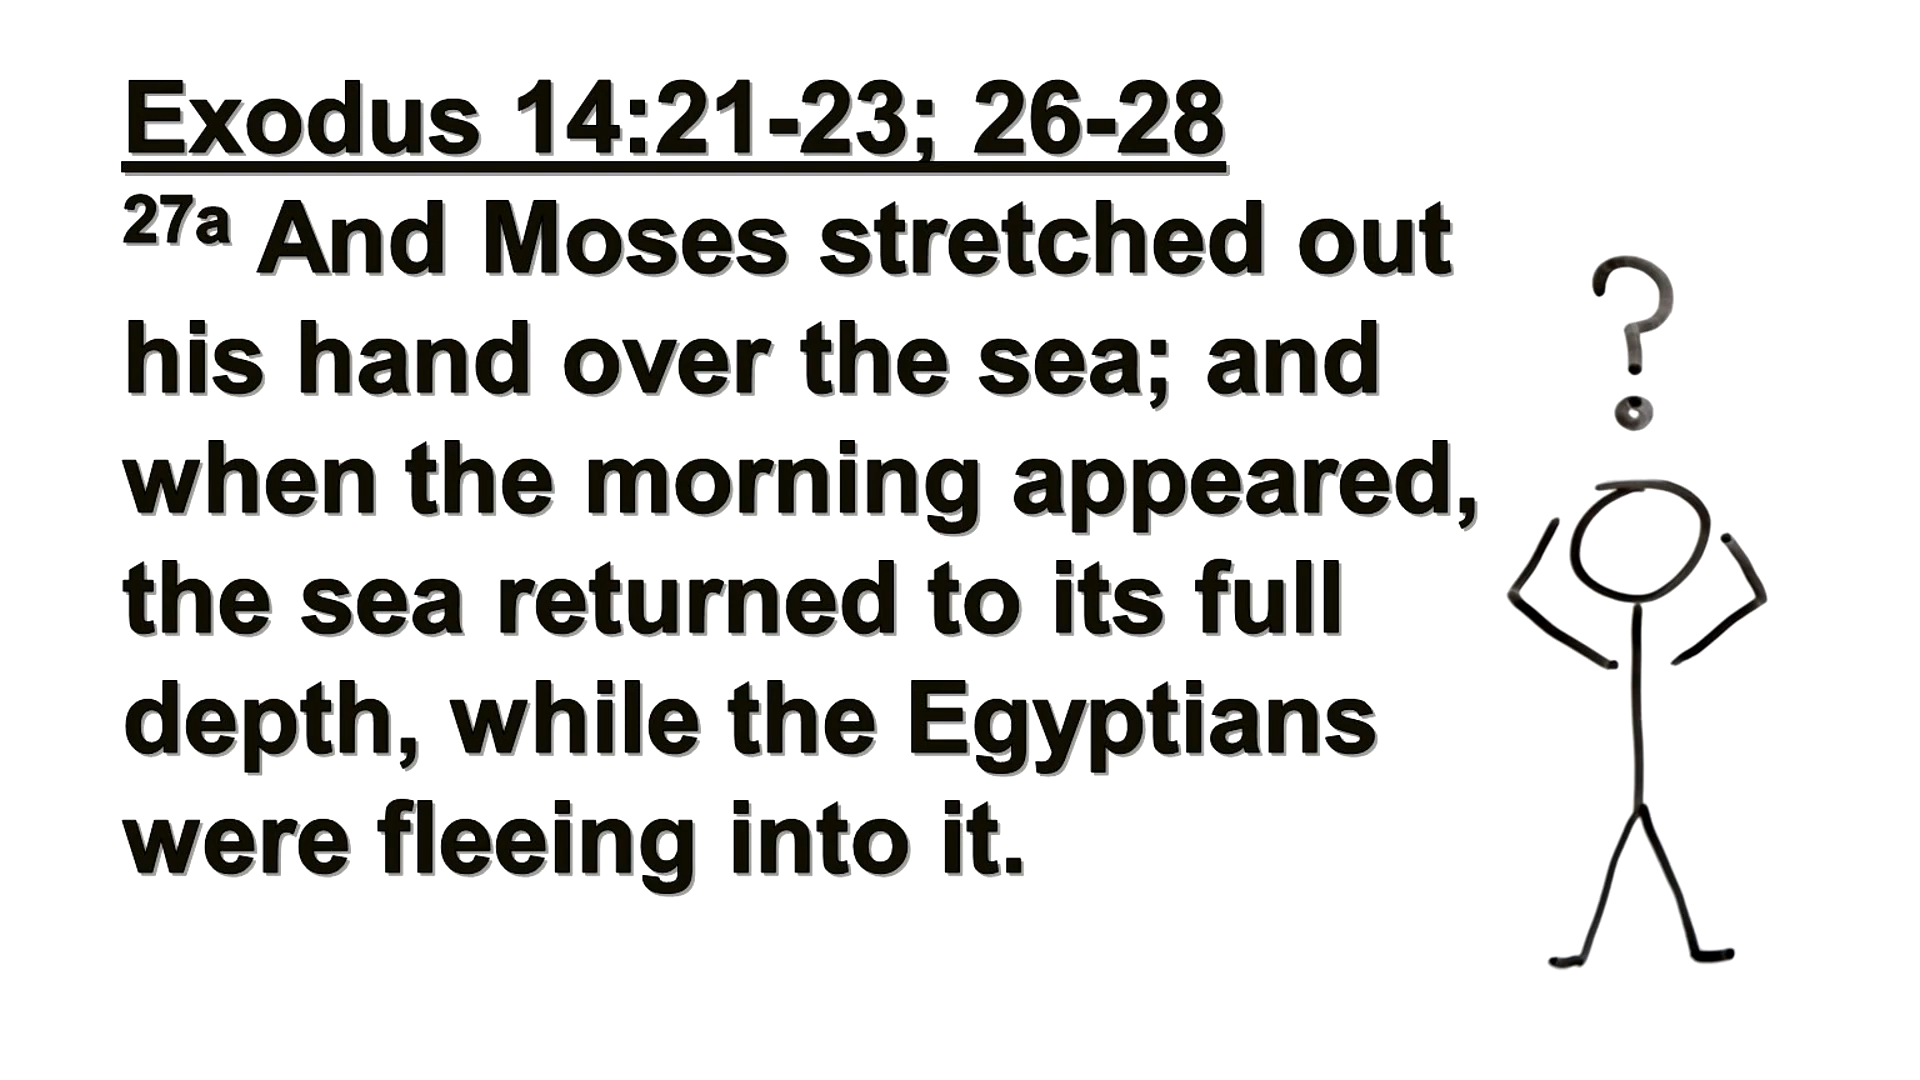 Exodus 14:21-23; 26-28
27a And Moses stretched out
his hand over the sea; and
when the morning appeared,
the sea returned to its full
depth, while the Egyptians
were fleeing into it.
?